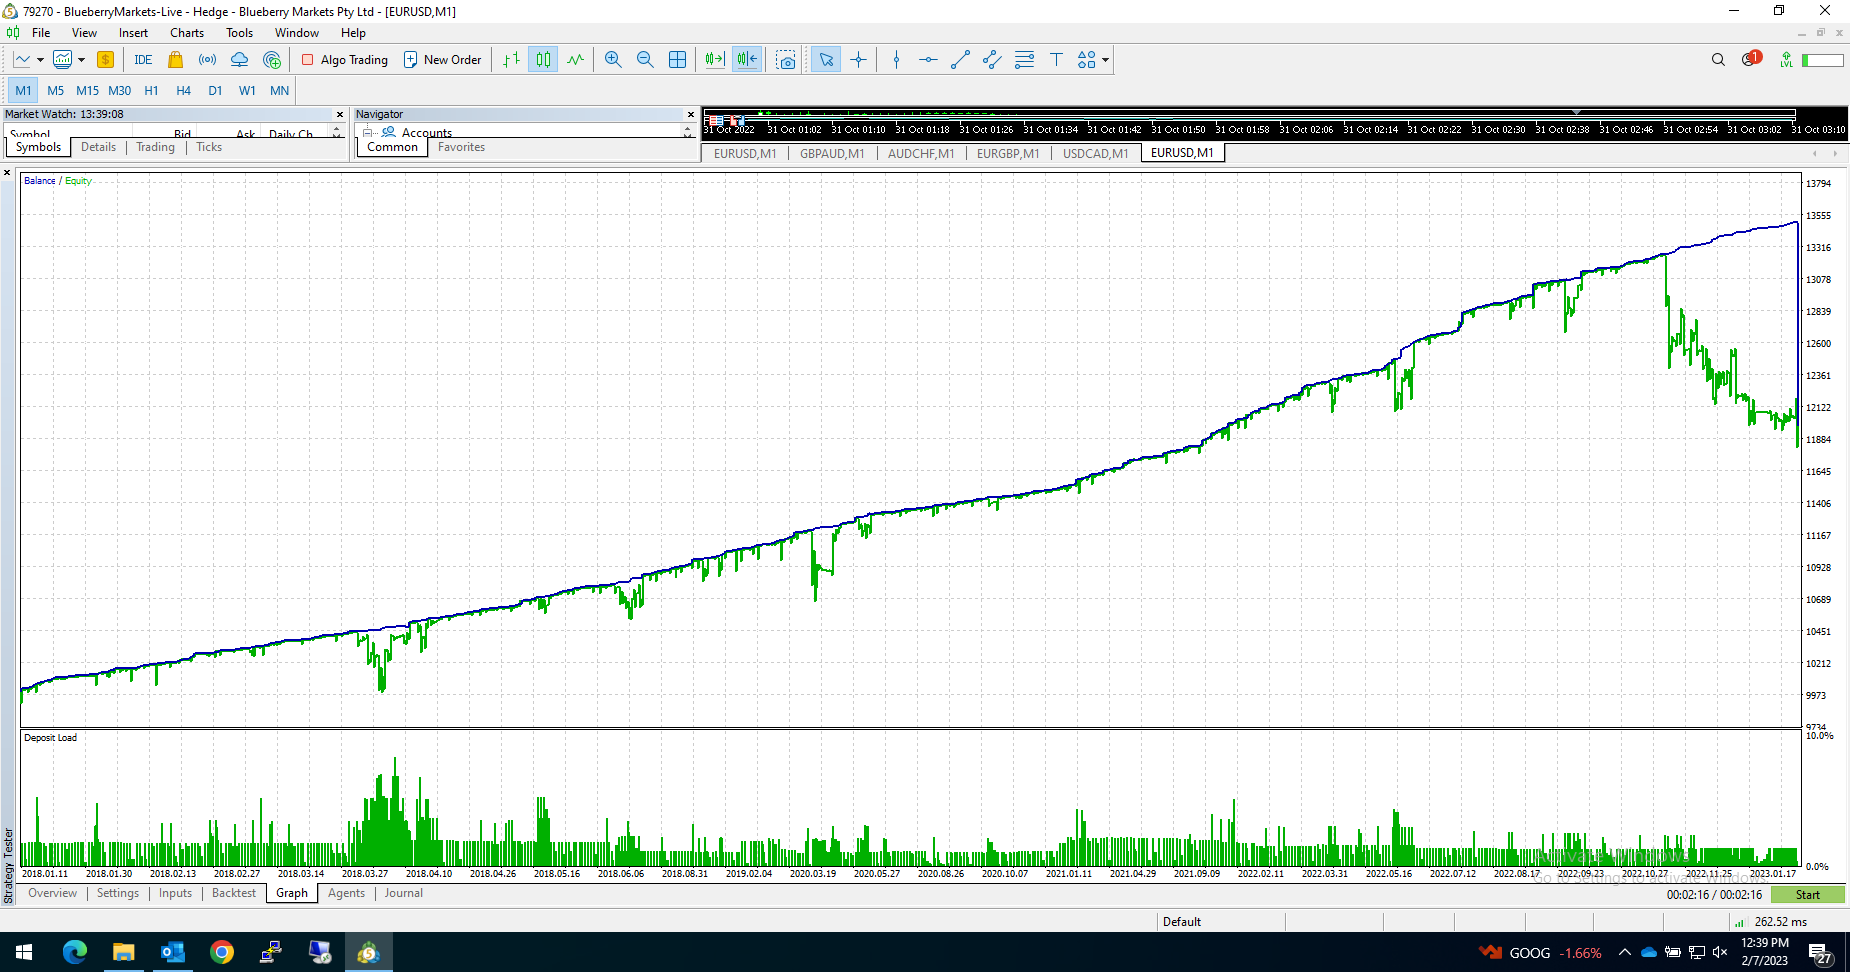 79270 - BlueberryMarkets-Live - Hedge - Blueberry Markets Pty Ltd - [EURUSD,M1]
File View Insert Charts Tools Window Help
IDE Algo Trading New Order 1 LVL
M1 M5 M15 M30 H1 H4 D1 W1 MN
Market Watch: 13:39:08
Symbol Bid Ask Daily Ch...
Symbols Details Trading Ticks
Navigator
Accounts
Common Favorites
31 Oct 2022 31 Oct 01:02 31 Oct 01:10 31 Oct 01:18 31 Oct 01:26 31 Oct 01:34 31 Oct 01:42 31 Oct 01:50 31 Oct 01:58 31 Oct 02:06 31 Oct 02:14 31 Oct 02:22 31 Oct 02:30 31 Oct 02:38 31 Oct 02:46 31 Oct 02:54 31 Oct 03:02 31 Oct 03:10
EURUSD,M1 GBPAUD,M1 AUDCHF,M1 EURGBP,M1 USDCAD,M1 EURUSD,M1
Balance / Equity
13794
13555
13316
13078
12839
12600
12361
12122
11884
11645
11406
11167
10928
10689
10451
10212
9973
9734
Deposit Load
10.0%
0.0%
2018.01.11 2018.01.30 2018.02.13 2018.02.27 2018.03.14 2018.03.27 2018.04.10 2018.04.26 2018.05.16 2018.06.06 2018.08.31 2019.02.04 2020.03.19 2020.05.27 2020.08.26 2020.10.07 2021.01.11 2021.04.29 2021.09.09 2022.02.11 2022.03.31 2022.05.16 2022.07.12 2022.08.17 2022.09.23 2022.10.27 2022.11.25 2023.01.17
Activate Windows
Go to Settings to activate Windows.
Strategy Tester
Overview Settings Inputs Backtest Graph Agents Journal
00:02:16 / 00:02:16 Start
Default 262.52 ms
GOOG -1.66%
12:39 PM
2/7/2023
27